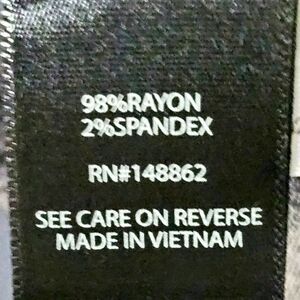 98%RAYON
2%SPANDEX
RN#148862
SEE CARE ON REVERSE
MADE IN VIETNAM